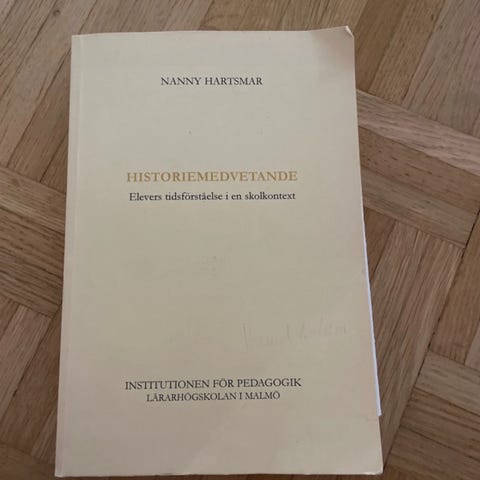 NANNY HARTSMAR
HISTORIEMEDVETANDE
Elevers tidsförståelse i en skolkontext
INSTITUTIONEN FÖR PEDAGOGIK
LÄRARHÖGSKOLAN I MALMÖ